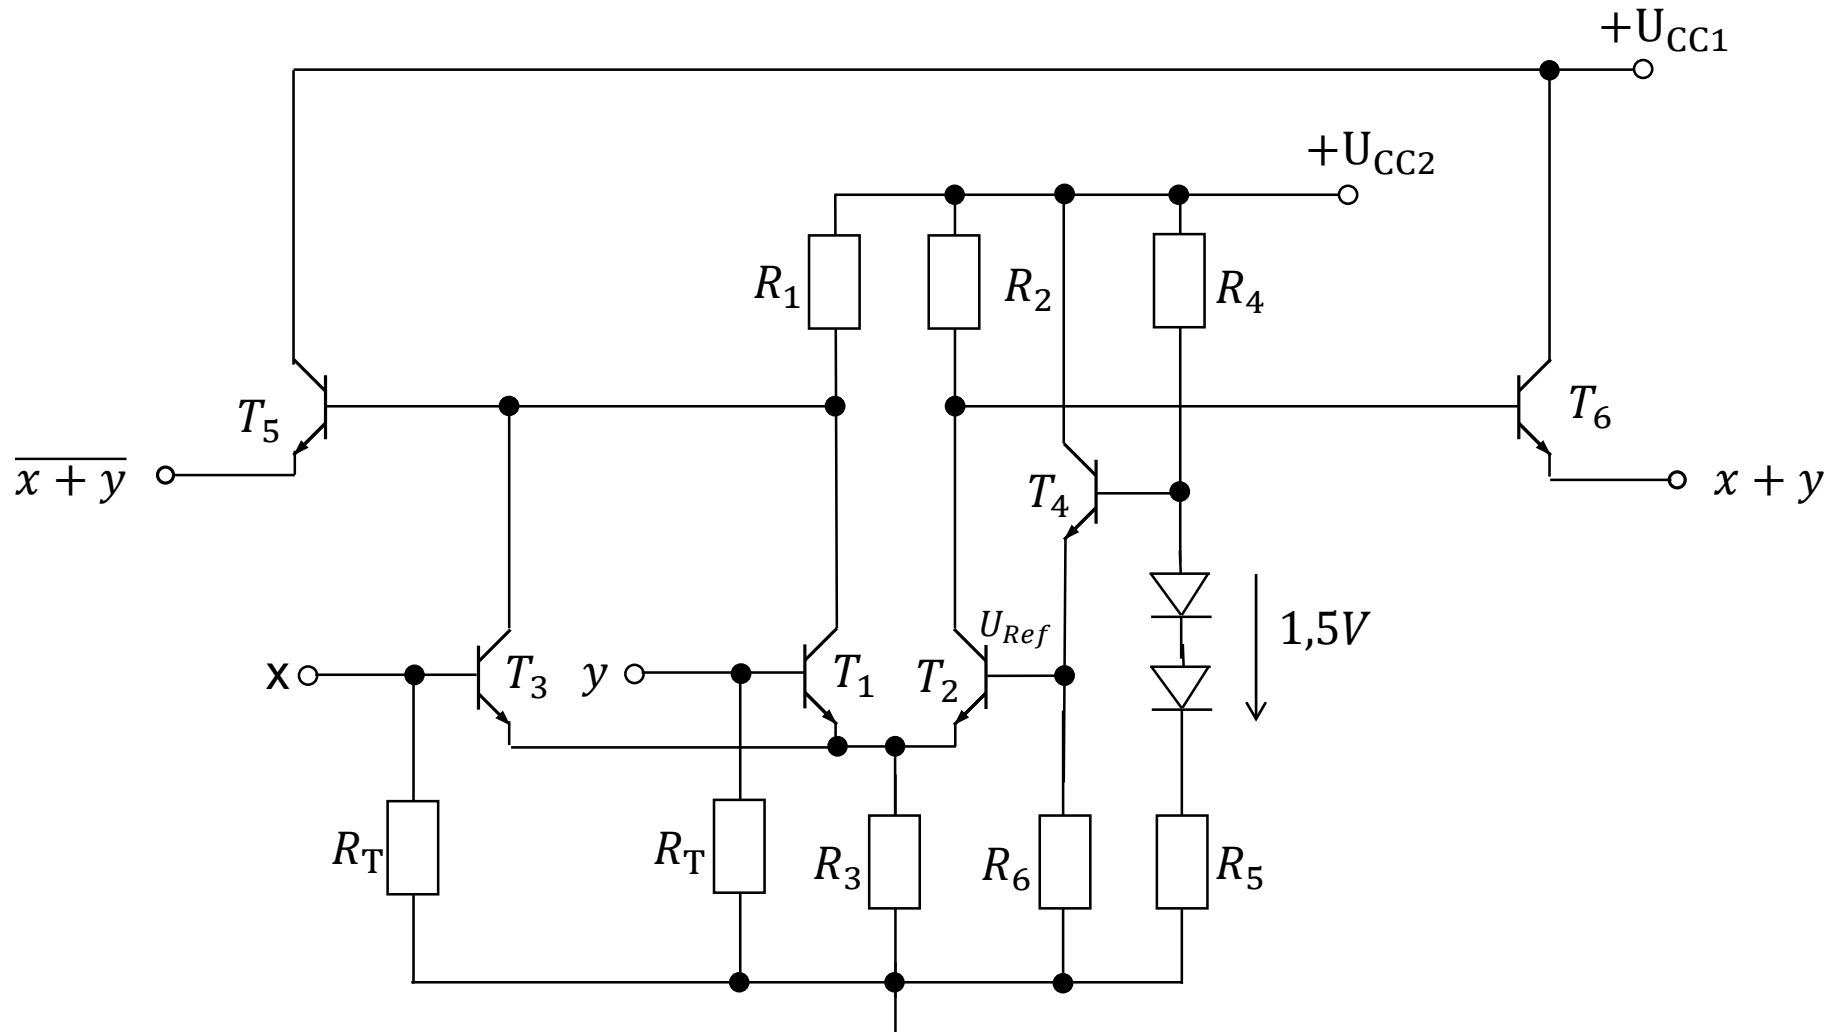 +U_CC1
+U_CC2
R_1
R_2
R_4
T_5
T_6
\overline{x + y}
T_4
x + y
U_Ref
1,5V
x
T_3
y
T_1
T_2
R_T
R_T
R_3
R_6
R_5